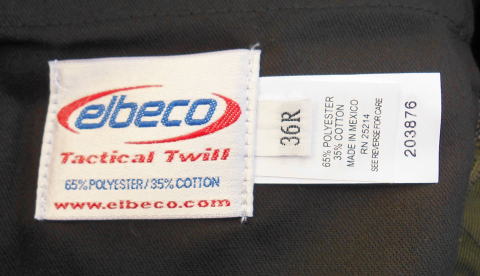 elbeco
Tactical Twill
65% POLYESTER / 35% COTTON
www.elbeco.com
36R
65% POLYESTER
35% COTTON
MADE IN MEXICO
RN 25214
SEE REVERSE FOR CARE
203876